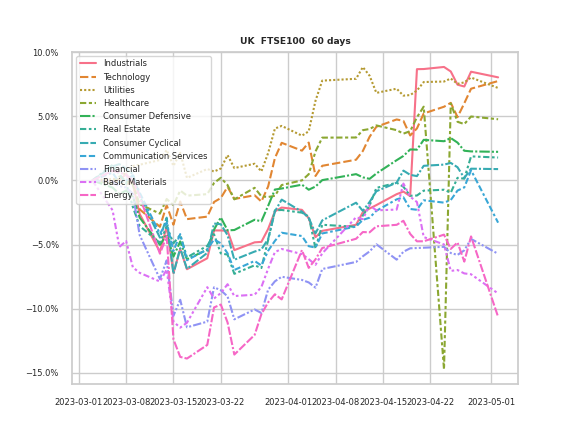 UK  FTSE100  60 days
10.0%
5.0%
0.0%
−5.0%
−10.0%
−15.0%
Industrials
Technology
Utilities
Healthcare
Consumer Defensive
Real Estate
Consumer Cyclical
Communication Services
Financial
Basic Materials
Energy
2023-03-01 2023-03-08 2023-03-15 2023-03-22 2023-04-01 2023-04-08 2023-04-15 2023-04-22 2023-05-01